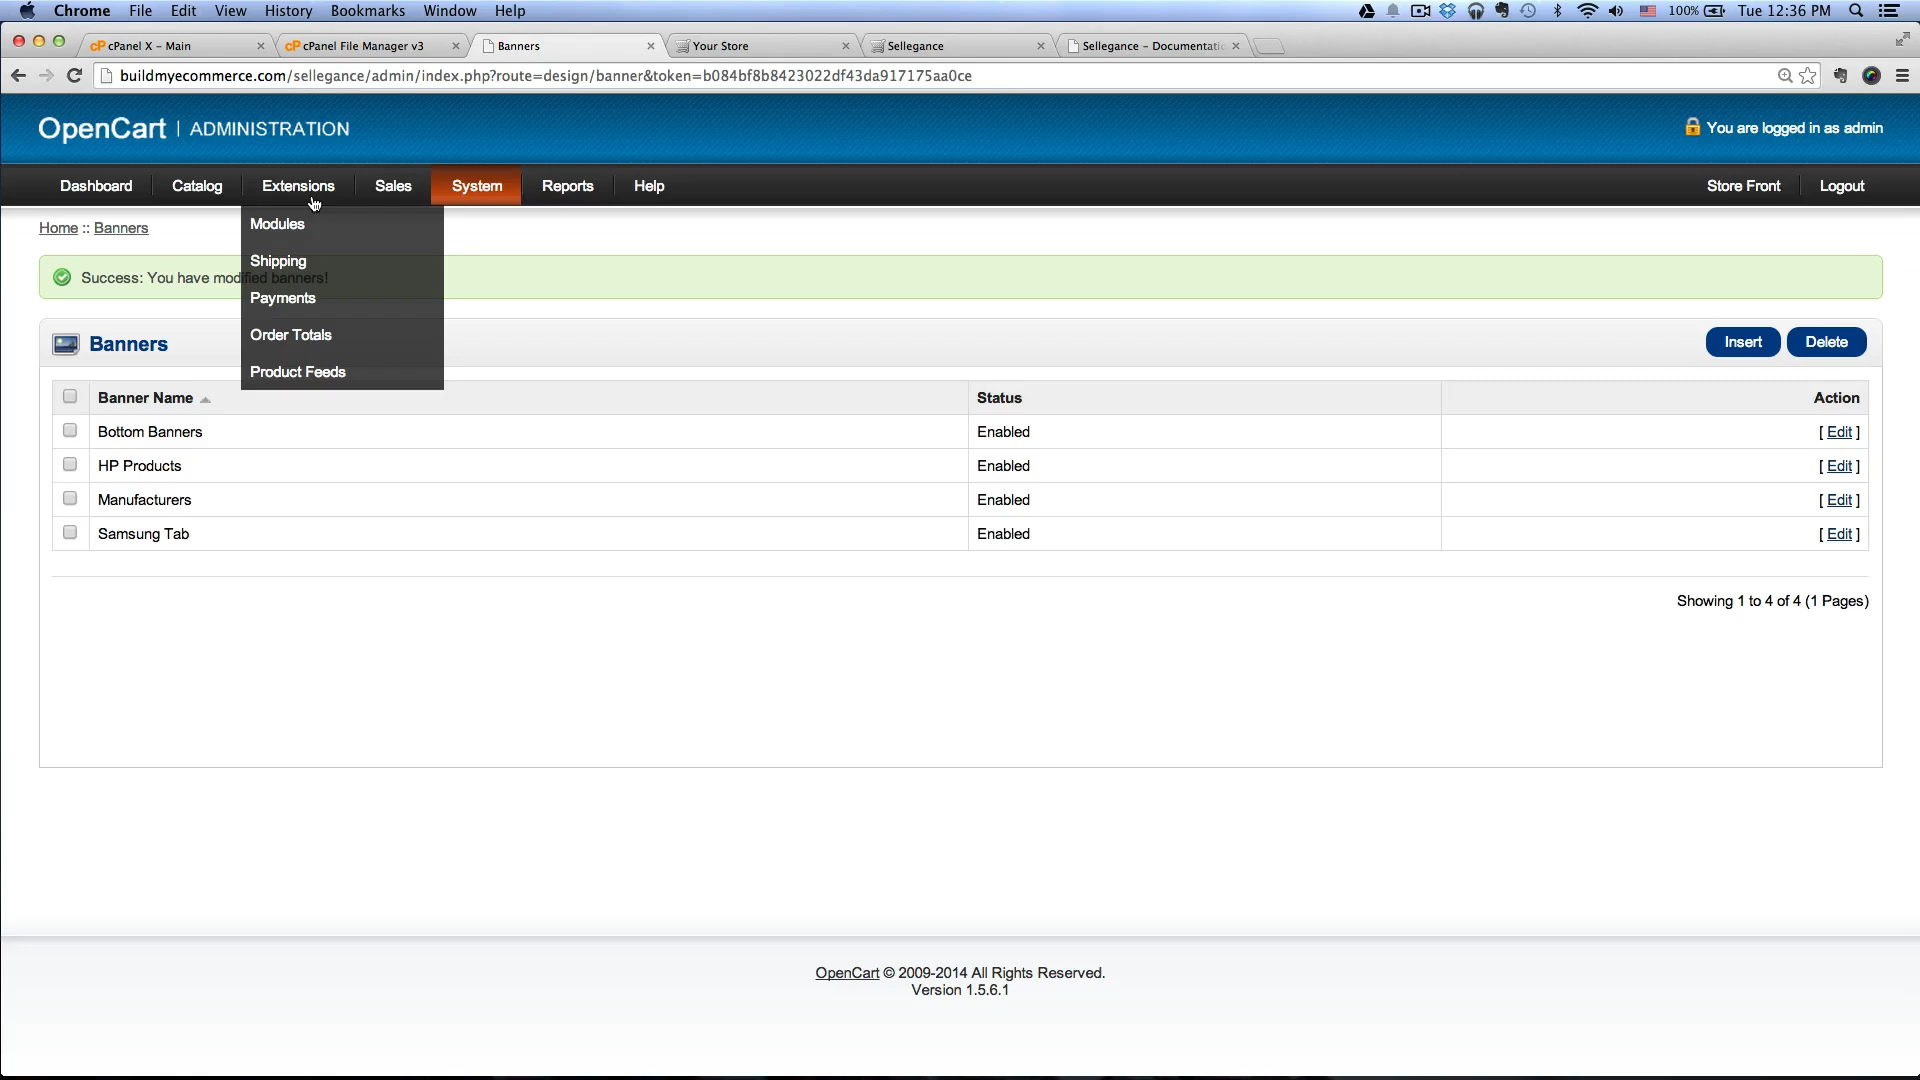 Chrome File Edit View History Bookmarks Window Help 100% Tue 12:36 PM
cP cPanel X – Main cP cPanel File Manager v3 Banners Your Store Sellegance Sellegance – Documentatic
buildmyecommerce.com/sellegance/admin/index.php?route=design/banner&token=b084bf8b8423022df43da917175aa0ce
OpenCart | ADMINISTRATION You are logged in as admin
Dashboard Catalog Extensions Sales System Reports Help Store Front Logout
Modules
Shipping
Payments
Order Totals
Product Feeds
Home :: Banners
Success: You have modified banners!
Banners Insert Delete
Banner Name Status Action
Bottom Banners Enabled [ Edit ]
HP Products Enabled [ Edit ]
Manufacturers Enabled [ Edit ]
Samsung Tab Enabled [ Edit ]
Showing 1 to 4 of 4 (1 Pages)
OpenCart © 2009-2014 All Rights Reserved.
Version 1.5.6.1